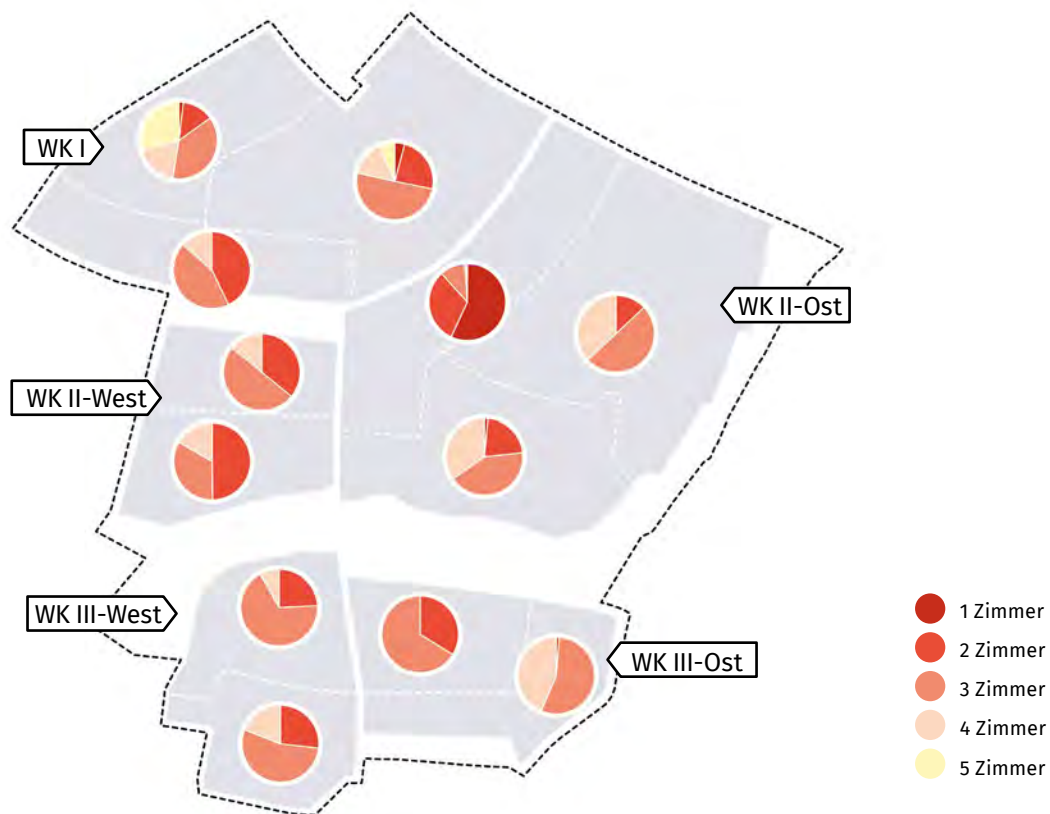 WK I
WK II-Ost
WK II-West
WK III-West
WK III-Ost
1 Zimmer
2 Zimmer
3 Zimmer
4 Zimmer
5 Zimmer